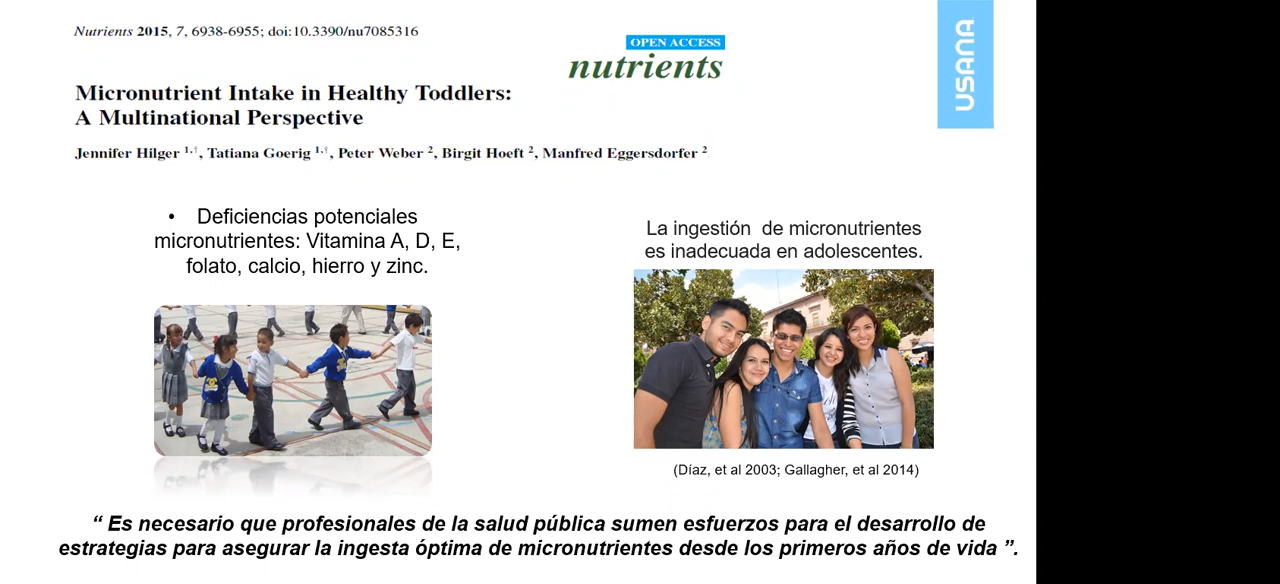 Nutrients 2015, 7, 6938-6955; doi:10.3390/nu7085316
OPEN ACCESS
nutrients
USANA
Micronutrient Intake in Healthy Toddlers:
A Multinational Perspective
Jennifer Hilger 1,†, Tatiana Goerig 1,†, Peter Weber 2, Birgit Hoeft 2, Manfred Eggersdorfer 2
• Deficiencias potenciales
micronutrientes: Vitamina A, D, E,
folato, calcio, hierro y zinc.
La ingestión de micronutrientes
es inadecuada en adolescentes.
(Díaz, et al 2003; Gallagher, et al 2014)
“ Es necesario que profesionales de la salud pública sumen esfuerzos para el desarrollo de
estrategias para asegurar la ingesta óptima de micronutrientes desde los primeros años de vida ”.